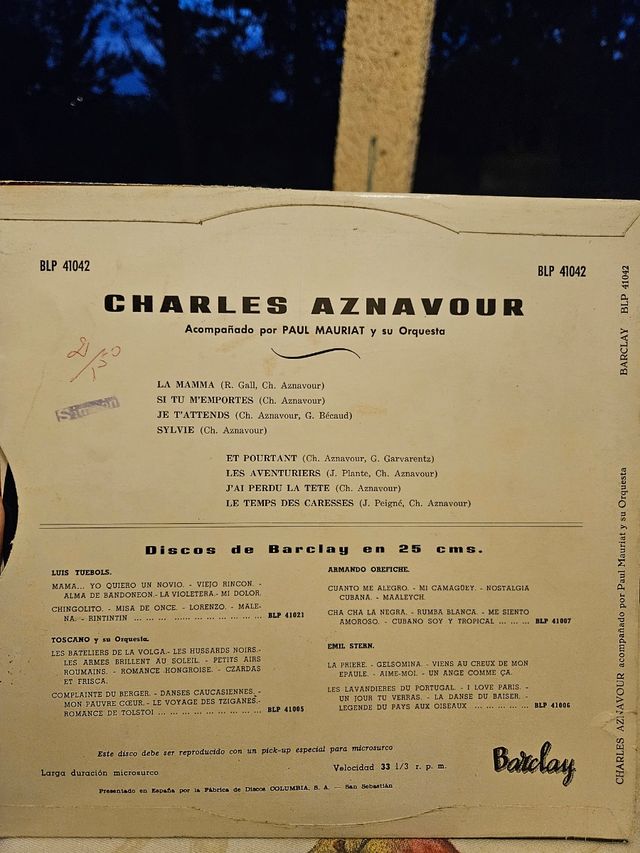 BLP 41042
BLP 41042
CHARLES AZNAVOUR
Acompañado por PAUL MAURIAT y su Orquesta
LA MAMMA (R. Gall, Ch. Aznavour)
SI TU M'EMPORTES (Ch. Aznavour)
JE T'ATTENDS (Ch. Aznavour, G. Bécaud)
SYLVIE (Ch. Aznavour)
ET POURTANT (Ch. Aznavour, G. Garvarentz)
LES AVENTURIERS (J. Plante, Ch. Aznavour)
J'AI PERDU LA TETE (Ch. Aznavour)
LE TEMPS DES CARESSES (J. Peigné, Ch. Aznavour)
Discos de Barclay en 25 cms.
LUIS TUEBOLS.
MAMA... YO QUIERO UN NOVIO. - VIEJO RINCON. -
ALMA DE BANDONEON.- LA VIOLETERA.- MI DOLOR.
CHINGOLITO. - MISA DE ONCE. - LORENZO. - MALE-
NA. - RINTINTIN ... ... ... ... ... ... ... ... BLP 41021
TOSCANO y su Orquesta.
LES BATELIERS DE LA VOLGA.- LES HUSSARDS NOIRS.-
LES ARMES BRILLENT AU SOLEIL. - PETITS AIRS
ROUMAINS. - ROMANCE HONGROISE. - CZARDAS
ET FRISCA.
COMPLAINTE DU BERGER. - DANSES CAUCASIENNES. -
MON PAUVRE CŒUR. - LE VOYAGE DES TZIGANES.-
ROMANCE DE TOLSTOI ... ... ... ... ... ... BLP 41005
ARMANDO OREFICHE.
CUANTO ME ALEGRO. - MI CAMAGÜEY. - NOSTALGIA
CUBANA. - MAALEYCH.
CHA CHA LA NEGRA. - RUMBA BLANCA. - ME SIENTO
AMOROSO. - CUBANO SOY Y TROPICAL ... ... ... BLP 41007
EMIL STERN.
LA PRIERE. - GELSOMINA. - VIENS AU CREUX DE MON
EPAULE. - AIME-MOI. - UN ANGE COMME ÇA.
LES LAVANDIERES DU PORTUGAL. - I LOVE PARIS. -
UN JOUR TU VERRAS. - LA DANSE DU BAISER. -
LEGENDE DU PAYS AUX OISEAUX ... ... ... ... BLP 41006
Este disco debe ser reproducido con un pick-up especial para microsurco
Larga duración microsurco
Velocidad 33 1/3 r. p. m.
Presentado en España por la Fábrica de Discos COLUMBIA, S. A. — San Sebastián
Barclay
CHARLES AZNAVOUR acompañado por Paul Mauriat y su Orquesta BARCLAY BLP 41042